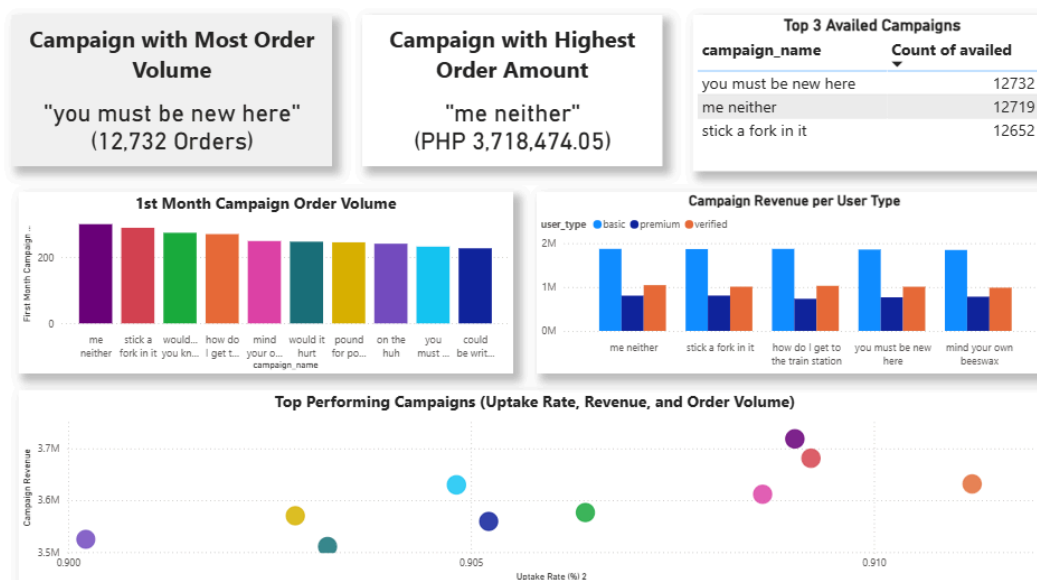 Campaign with Most Order
Volume
"you must be new here"
(12,732 Orders)
Campaign with Highest
Order Amount
"me neither"
(PHP 3,718,474.05)
Top 3 Availed Campaigns
campaign_name Count of availed
you must be new here 12732
me neither 12719
stick a fork in it 12652
1st Month Campaign Order Volume
First Month Campaign ...
200
0
me neither
stick a fork in it
would... you kn...
how do I get t...
mind your o...
would it hurt
pound for po...
on the huh
you must ...
could be writ...
campaign_name
Campaign Revenue per User Type
user_type basic premium verified
2M
1M
0M
me neither
stick a fork in it
how do I get to
the train station
you must be new
here
mind your own
beeswax
Top Performing Campaigns (Uptake Rate, Revenue, and Order Volume)
Campaign Revenue
3.7M
3.6M
3.5M
0.900 0.905 0.910
Uptake Rate (%) 2